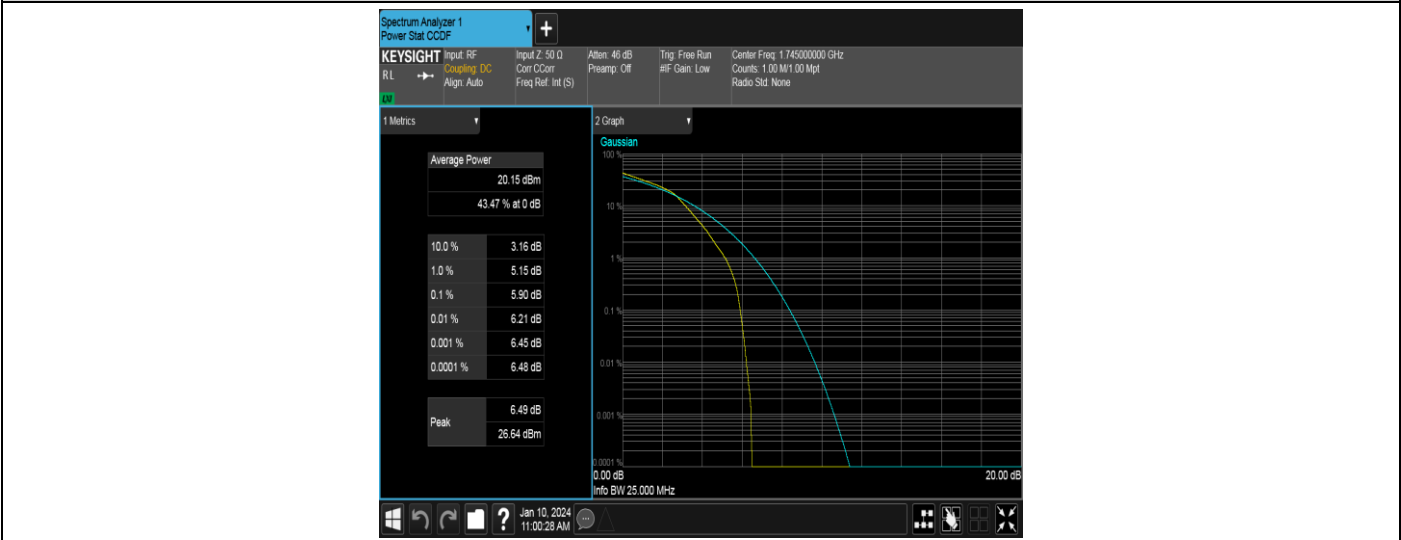 Spectrum Analyzer 1
Power Stat CCDF
KEYSIGHT
RL
Input: RF
Coupling: DC
Align: Auto
Input Z: 50 Ω
Corr CCorr
Freq Ref: Int (S)
Atten: 46 dB
Preamp: Off
Trig: Free Run
#IF Gain: Low
Center Freq: 1.745000000 GHz
Counts: 1.00 M/1.00 Mpt
Radio Std: None
1 Metrics
Average Power
20.15 dBm
43.47 % at 0 dB
10.0 % 3.16 dB
1.0 % 5.15 dB
0.1 % 5.90 dB
0.01 % 6.21 dB
0.001 % 6.45 dB
0.0001 % 6.48 dB
Peak
6.49 dB
26.64 dBm
2 Graph
Gaussian
100 %
10 %
1 %
0.1 %
0.01 %
0.001 %
0.0001 %
0.00 dB 20.00 dB
Info BW 25.000 MHz
?
Jan 10, 2024
11:00:28 AM